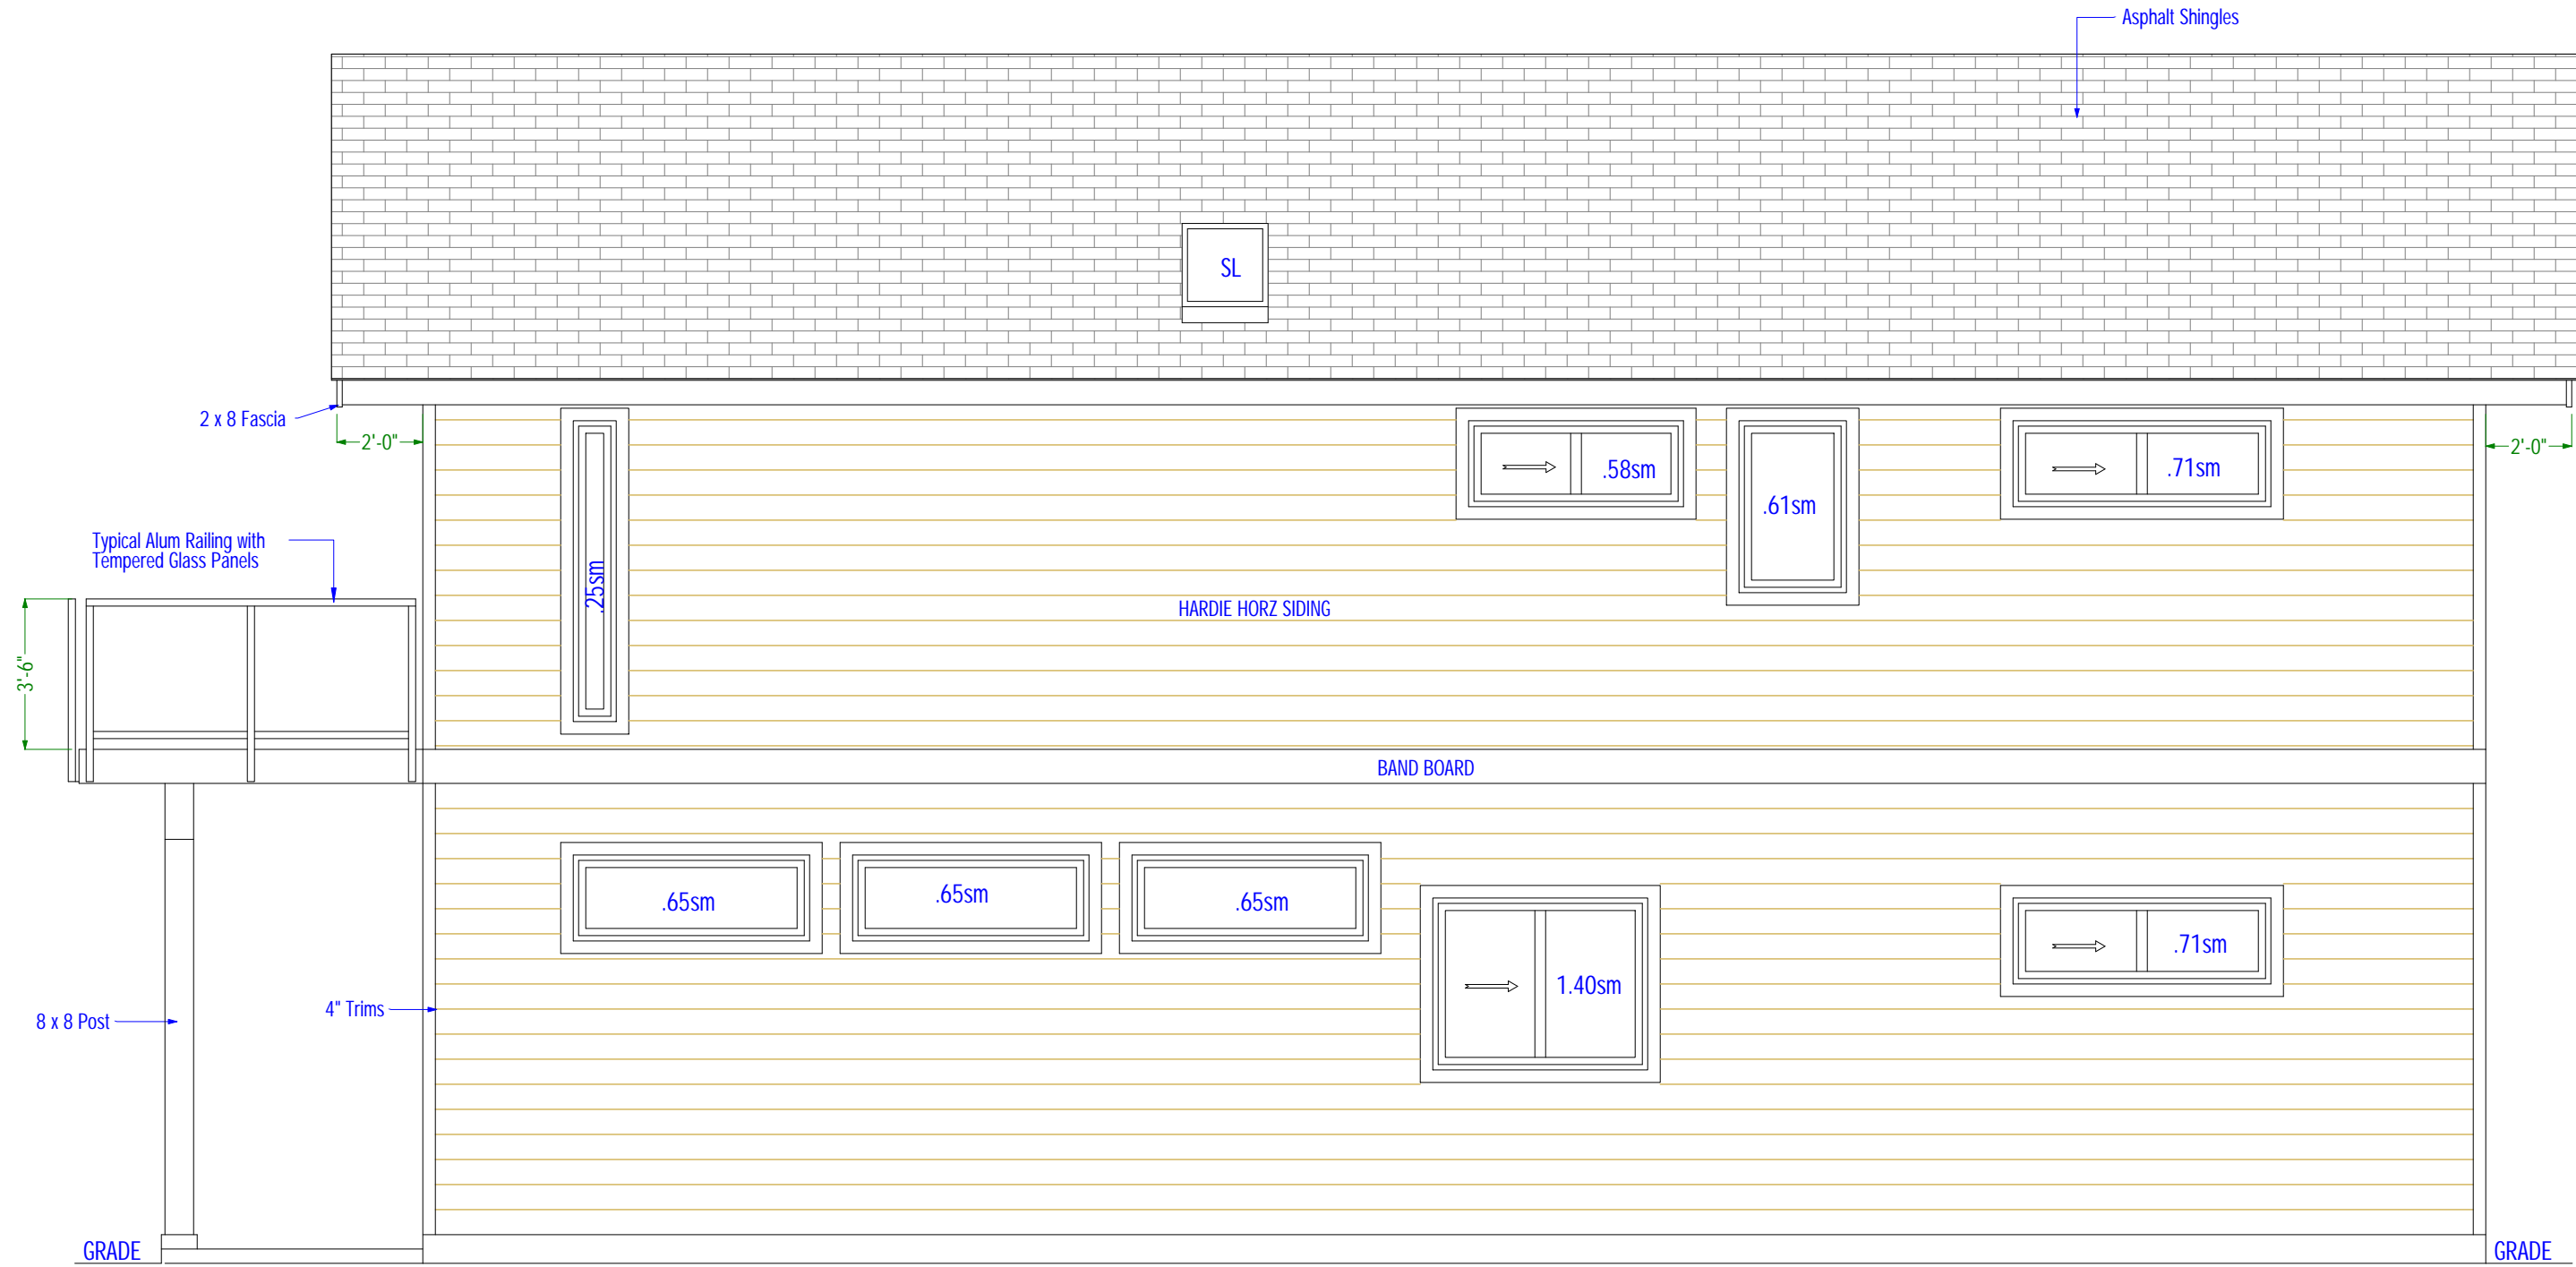 Asphalt Shingles
SL
2 x 8 Fascia
2'-0"
2'-0"
.58sm
.71sm
.61sm
Typical Alum Railing with
Tempered Glass Panels
.25sm
HARDIE HORZ SIDING
3'-6"
BAND BOARD
.65sm
.65sm
.65sm
.71sm
1.40sm
4" Trims
8 x 8 Post
GRADE
GRADE